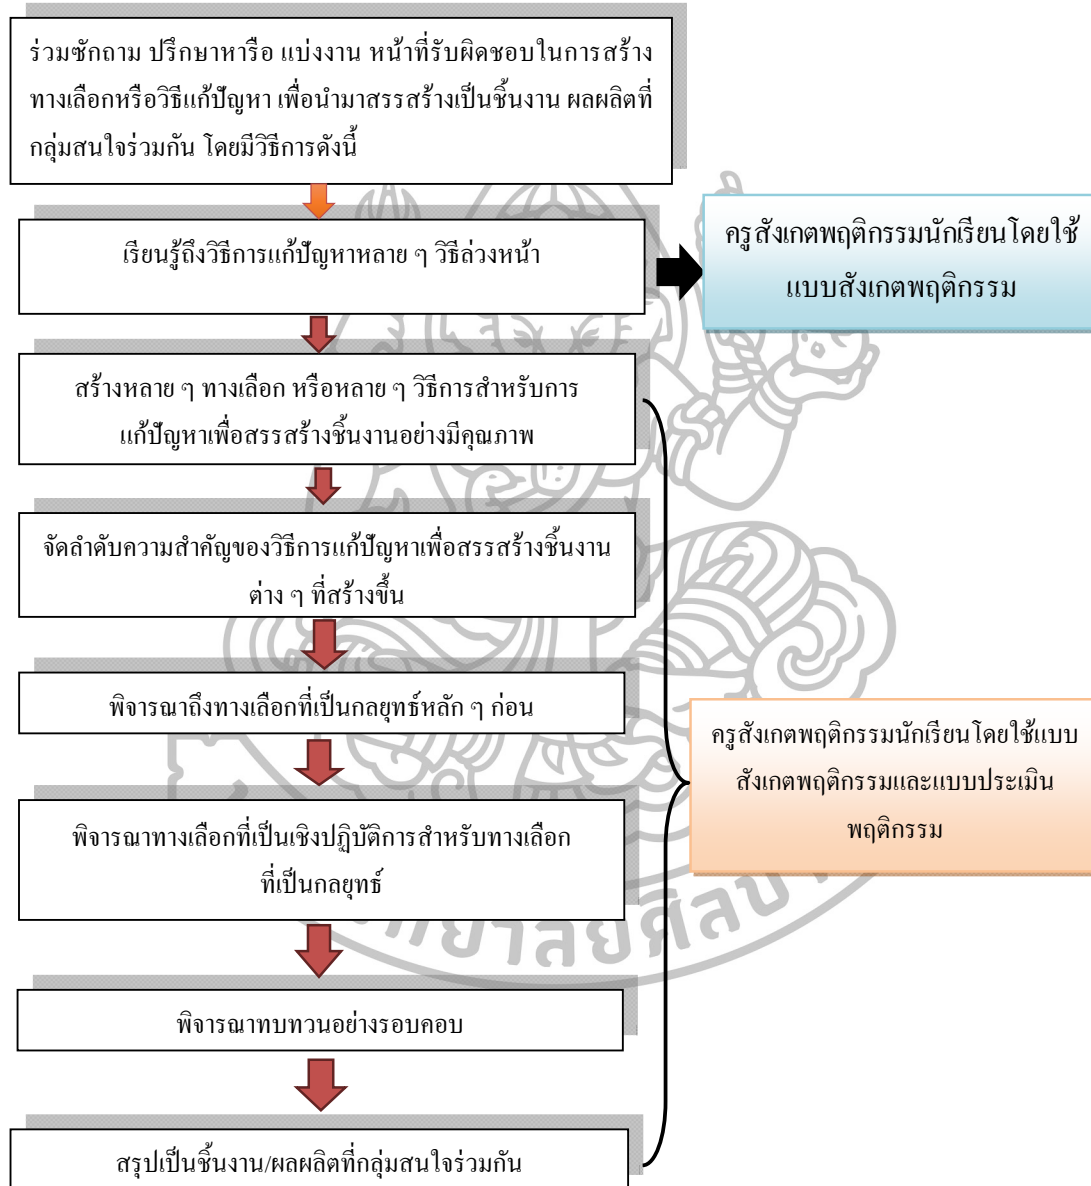 ร่วมซักถาม ปรึกษาหารือ แบ่งงาน หน้าที่รับผิดชอบในการสร้าง
ทางเลือกหรือวิธีแก้ปัญหา เพื่อนำมาสรรสร้างเป็นชิ้นงาน ผลผลิตที่
กลุ่มสนใจร่วมกัน โดยมีวิธีการดังนี้
เรียนรู้ถึงวิธีการแก้ปัญหาหลาย ๆ วิธีล่วงหน้า
ครูสังเกตพฤติกรรมนักเรียนโดยใช้
แบบสังเกตพฤติกรรม
สร้างหลาย ๆ ทางเลือก หรือหลาย ๆ วิธีการสำหรับการ
แก้ปัญหาเพื่อสรรสร้างชิ้นงานอย่างมีคุณภาพ
จัดลำดับความสำคัญของวิธีการแก้ปัญหาเพื่อสรรสร้างชิ้นงาน
ต่าง ๆ ที่สร้างขึ้น
พิจารณาถึงทางเลือกที่เป็นกลยุทธ์หลัก ๆ ก่อน
ครูสังเกตพฤติกรรมนักเรียนโดยใช้แบบ
สังเกตพฤติกรรมและแบบประเมิน
พฤติกรรม
พิจารณาทางเลือกที่เป็นเชิงปฏิบัติการสำหรับทางเลือก
ที่เป็นกลยุทธ์
พิจารณาทบทวนอย่างรอบคอบ
สรุปเป็นชิ้นงาน/ผลผลิตที่กลุ่มสนใจร่วมกัน